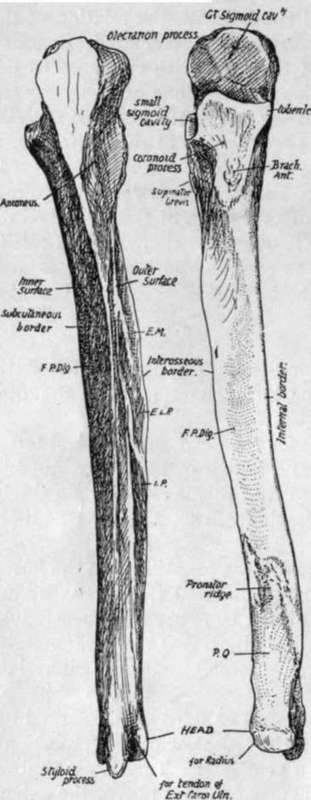 Olecranon process
Gt Sigmoid Cavity
small
sigmoid
cavity
tubercle
coronoid
process
Brach.
Ant.
Supinator
brevis
Anconeus.
Outer
surface
Inner
surface
Subcutaneous
border
E.M.
Interosseous
border.
F.P.Dig.
E.L.P.
F.P.Dig.
Internal border.
I.P.
Pronator
ridge
P.Q
HEAD
for Radius
Styloid
process
for tendon of
Ext Carpi Uln.